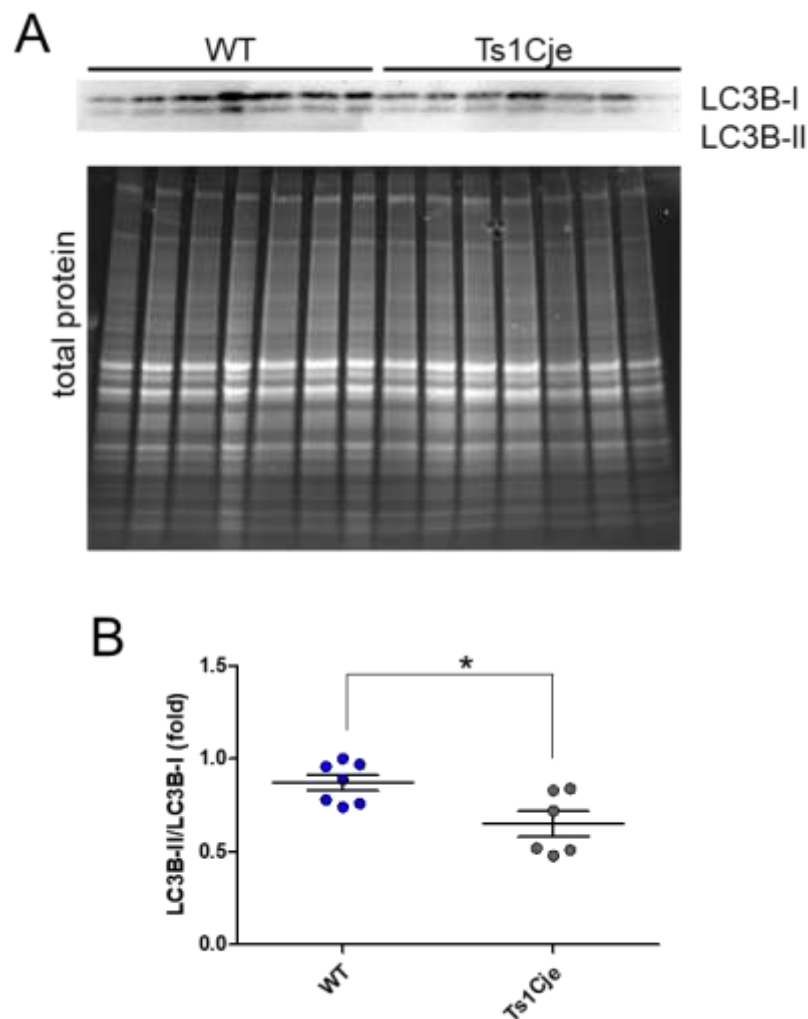 A
WT Ts1Cje
LC3B-I
LC3B-II
total protein
B
*
LC3B-II/LC3B-I (fold)
1.5
1.0
0.5
0.0
WT
Ts1Cje